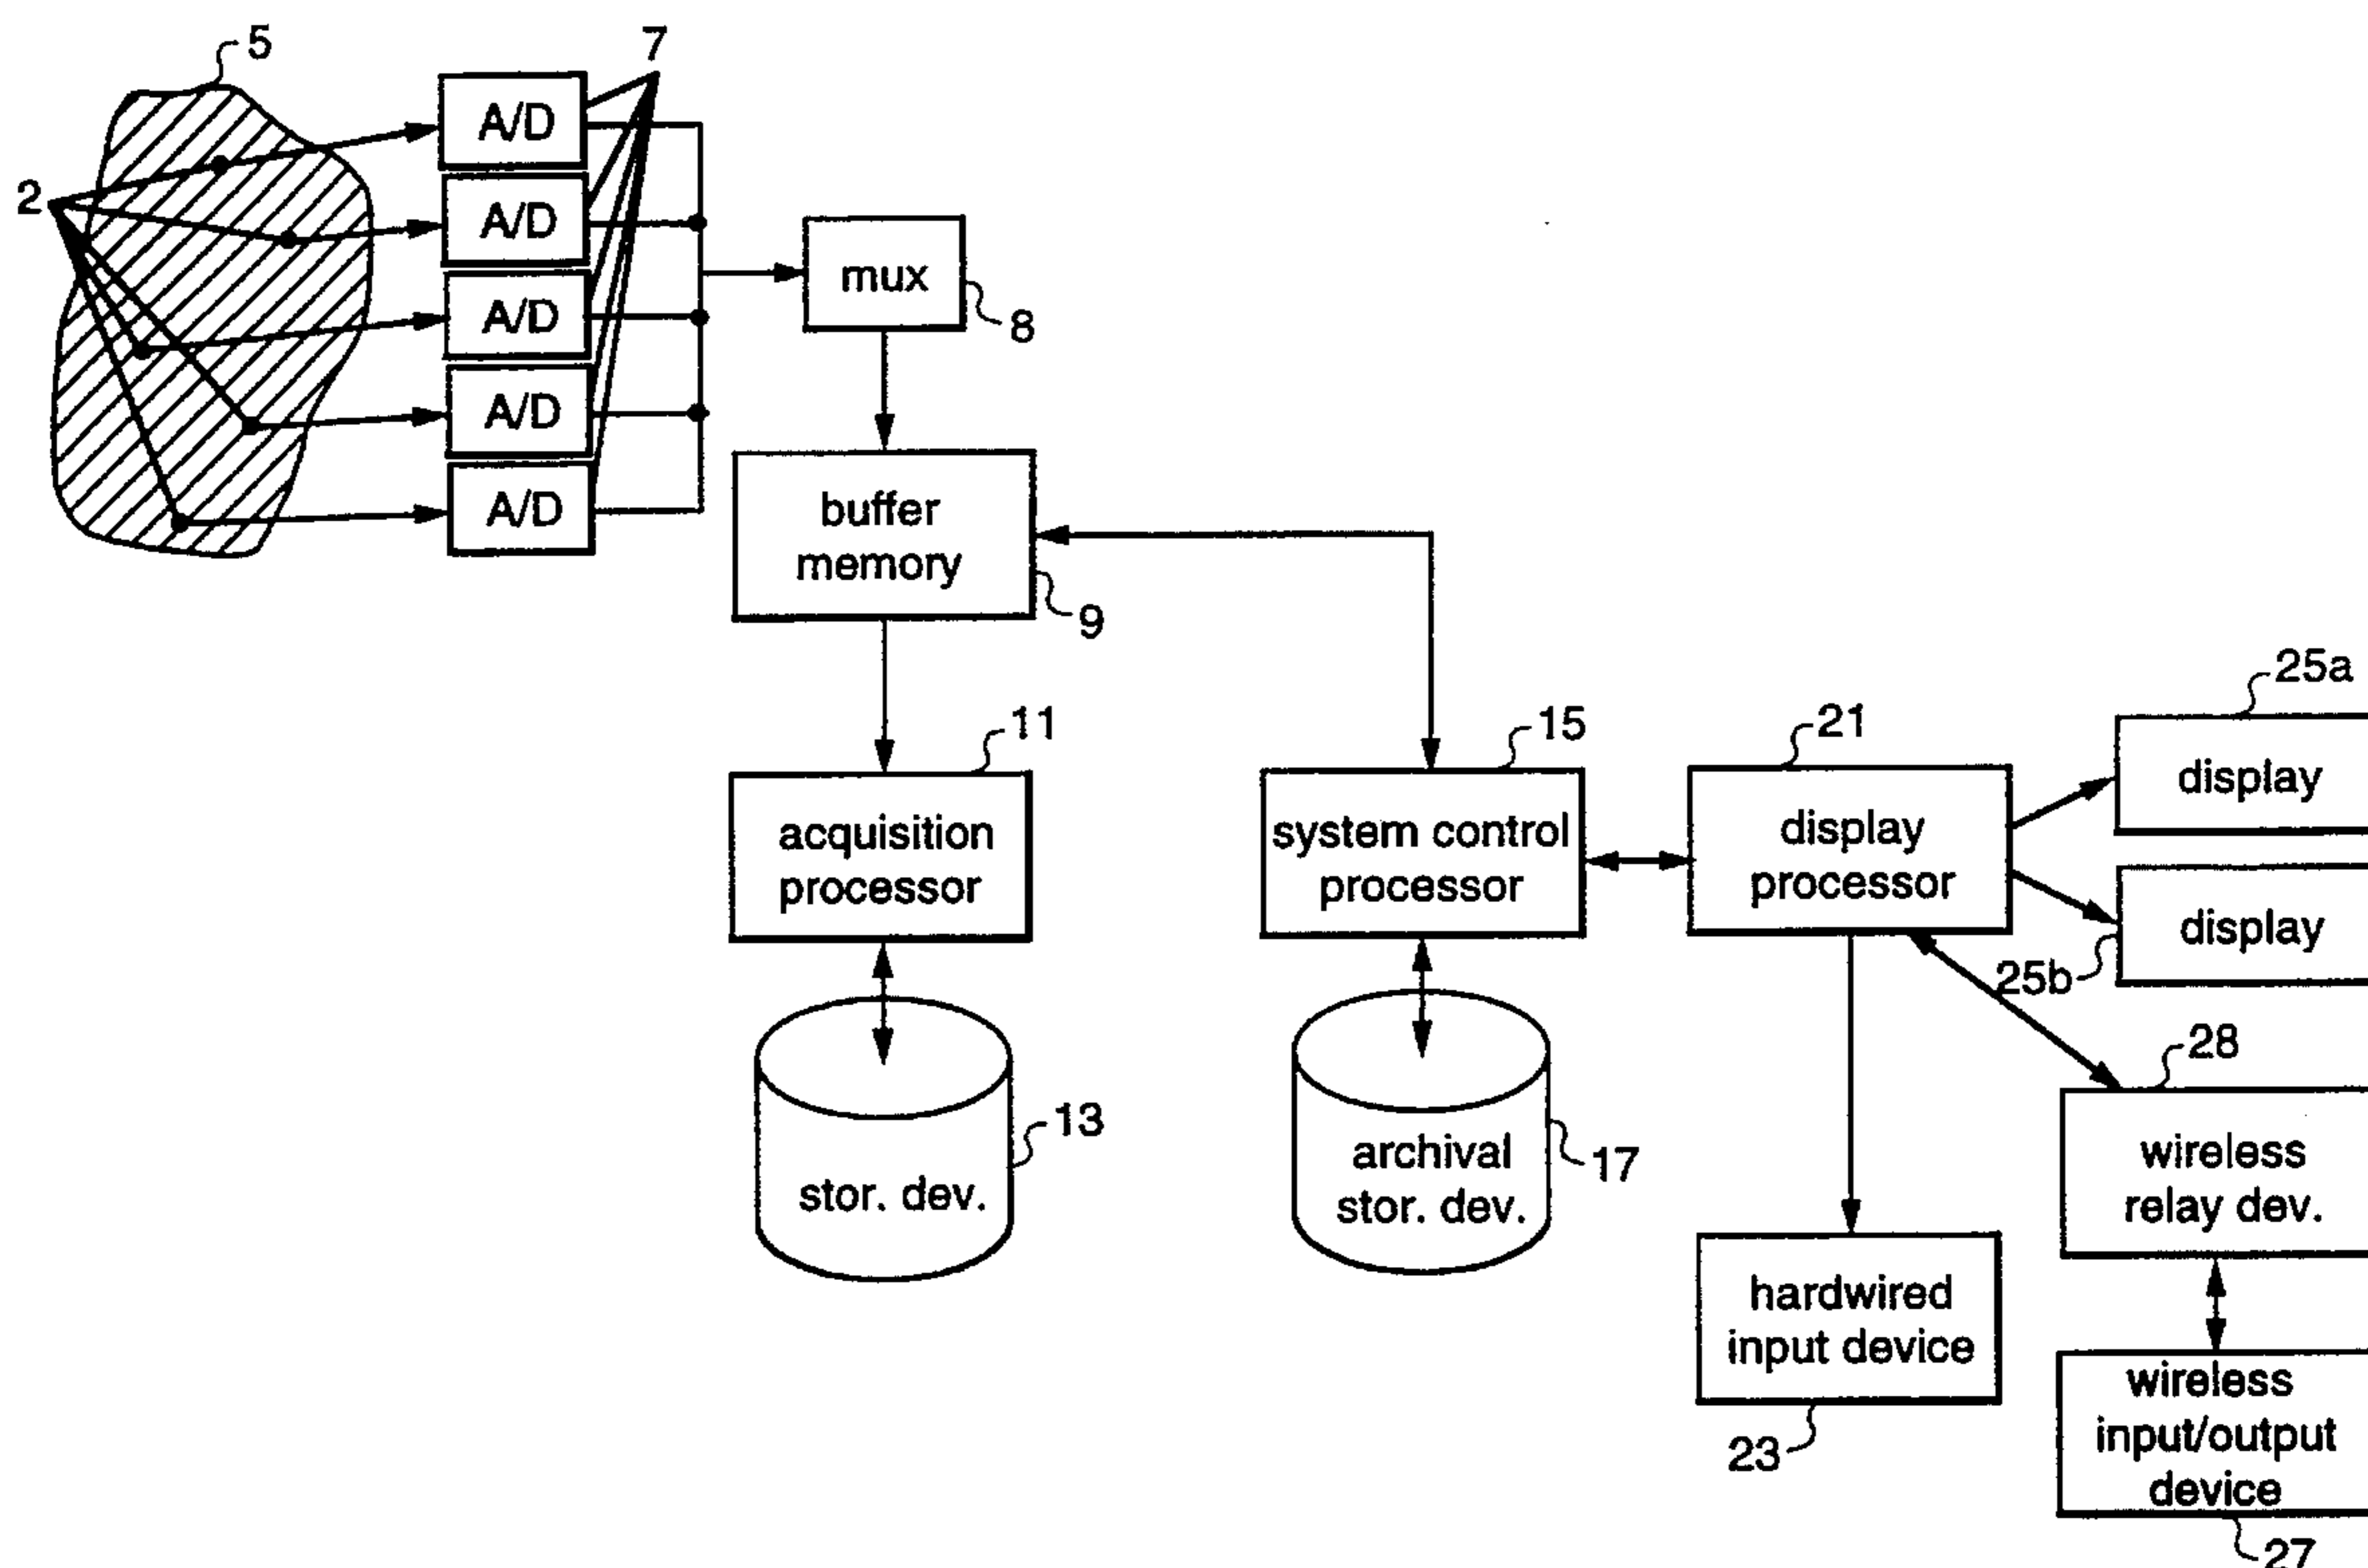 5
7
2
A/D
A/D
A/D
A/D
A/D
mux
8
buffer
memory
9
11
acquisition
processor
13
stor. dev.
15
system control
processor
17
archival
stor. dev.
21
display
processor
25a
display
display
25b
28
wireless
relay dev.
hardwired
input device
23
wireless
input/output
device
27